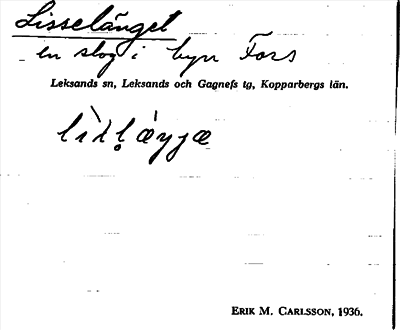 Lisselänget
en slog i byn Fors
Leksands sn, Leksands och Gagnefs tg, Kopparbergs län.
ERIK M. CARLSSON, 1936.